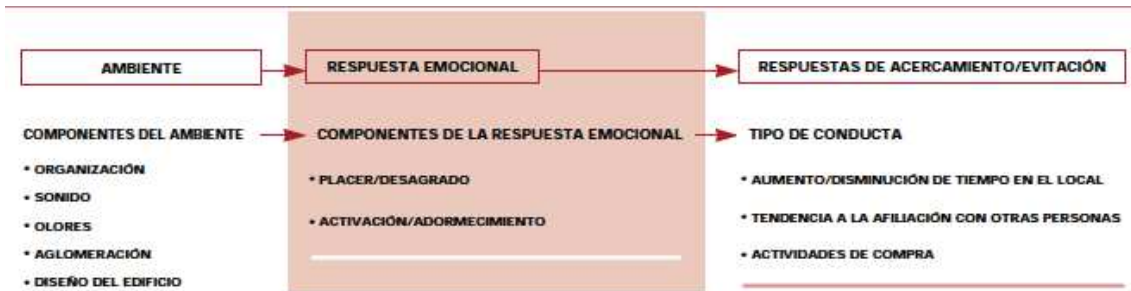 AMBIENTE
RESPUESTA EMOCIONAL
RESPUESTAS DE ACERCAMIENTO/EVITACIÓN
COMPONENTES DEL AMBIENTE
• ORGANIZACIÓN
• SONIDO
• OLORES
• AGLOMERACIÓN
• DISEÑO DEL EDIFICIO
COMPONENTES DE LA RESPUESTA EMOCIONAL
• PLACER/DESAGRADO
• ACTIVACIÓN/ADORMECIMIENTO
TIPO DE CONDUCTA
• AUMENTO/DISMINUCIÓN DE TIEMPO EN EL LOCAL
• TENDENCIA A LA AFILIACIÓN CON OTRAS PERSONAS
• ACTIVIDADES DE COMPRA